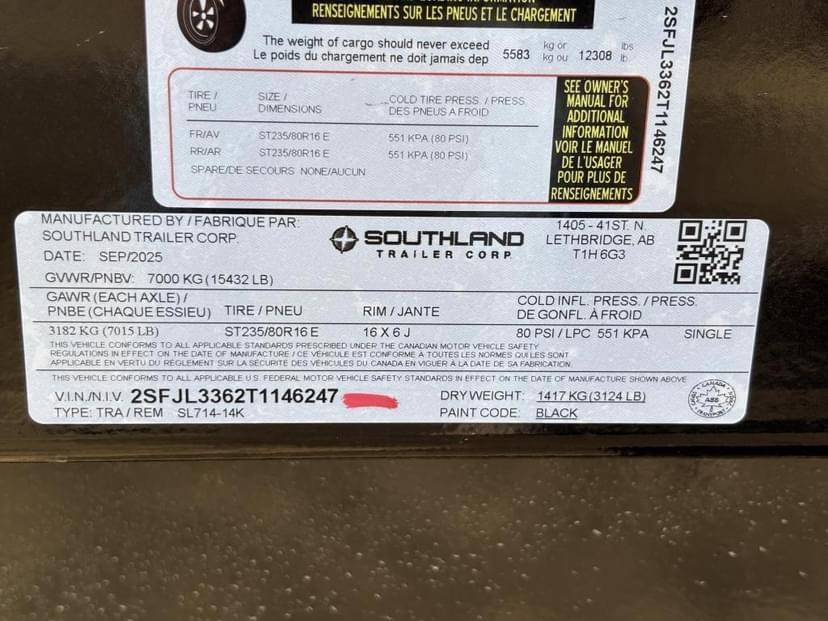 RENSEIGNEMENTS SUR LES PNEUS ET LE CHARGEMENT
The weight of cargo should never exceed
Le poids du chargement ne doit jamais dep
5583 kg or 12308 lbs
kg ou lb.
2SFJL3362T1146247
TIRE / SIZE / COLD TIRE PRESS. / PRESS.
PNEU DIMENSIONS DES PNEUS A FROID
FR/AV ST235/80R16 E 551 KPA (80 PSI)
RR/AR ST235/80R16 E 551 KPA (80 PSI)
SPARE/DE SECOURS NONE/AUCUN
SEE OWNER'S
MANUAL FOR
ADDITIONAL
INFORMATION
VOIR LE MANUEL
DE L'USAGER
POUR PLUS DE
RENSEIGNEMENTS
MANUFACTURED BY / FABRIQUE PAR:
SOUTHLAND TRAILER CORP.
DATE: SEP/2025
SOUTHLAND
TRAILER CORP
1405 - 41ST. N.
LETHBRIDGE, AB
T1H 6G3
GVWR/PNBV: 7000 KG (15432 LB)
GAWR (EACH AXLE) /
PNBE (CHAQUE ESSIEU) TIRE / PNEU RIM / JANTE
COLD INFL. PRESS. / PRESS.
DE GONFL. À FROID
3182 KG (7015 LB) ST235/80R16 E 16 X 6 J 80 PSI / LPC 551 KPA SINGLE
THIS VEHICLE CONFORMS TO ALL APPLICABLE STANDARDS PRESCRIBED UNDER THE CANADIAN MOTOR VEHICLE SAFETY
REGULATIONS IN EFFECT ON THE DATE OF MANUFACTURE / CE VÉHICULE EST CONFORME À TOUTES LES NORMES QUI LES SONT
APPLICABLE EN VERTU DU RÉGLEMENT SUR LA SÉCURITÉ DES VÉHICULES DU CANADA EN VIGUER À LA DATE DE SA FABRICATION.
THIS VEHICLE CONFORMS TO ALL APPLICABLE U.S. FEDERAL MOTOR VEHICLE SAFETY STANDARDS IN EFFECT ON THE DATE OF MANUFACTURE SHOWN ABOVE
V.I.N./N.I.V. 2SFJL3362T1146247 DRY WEIGHT: 1417 KG (3124 LB)
TYPE: TRA / REM SL714-14K PAINT CODE: BLACK
CANADA
ABB
TRANSPORT